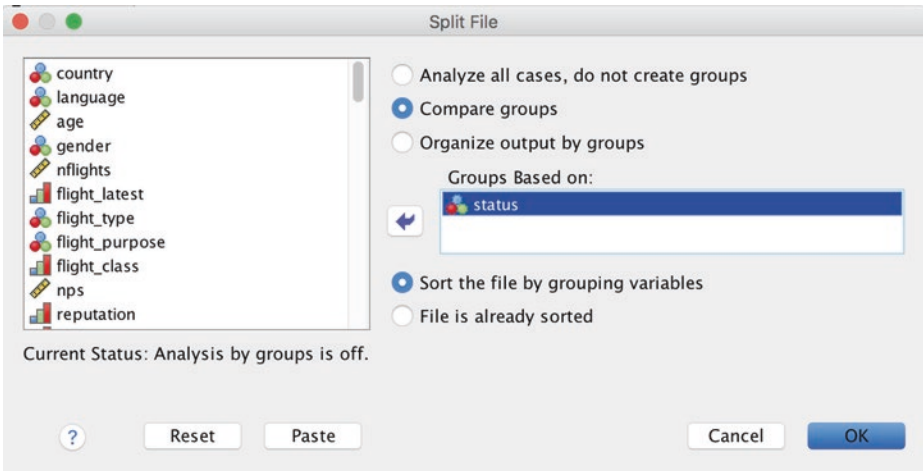 Split File
country
language
age
gender
nflights
flight_latest
flight_type
flight_purpose
flight_class
nps
reputation
Current Status: Analysis by groups is off.
Analyze all cases, do not create groups
Compare groups
Organize output by groups
Groups Based on:
status
Sort the file by grouping variables
File is already sorted
?
Reset
Paste
Cancel
OK